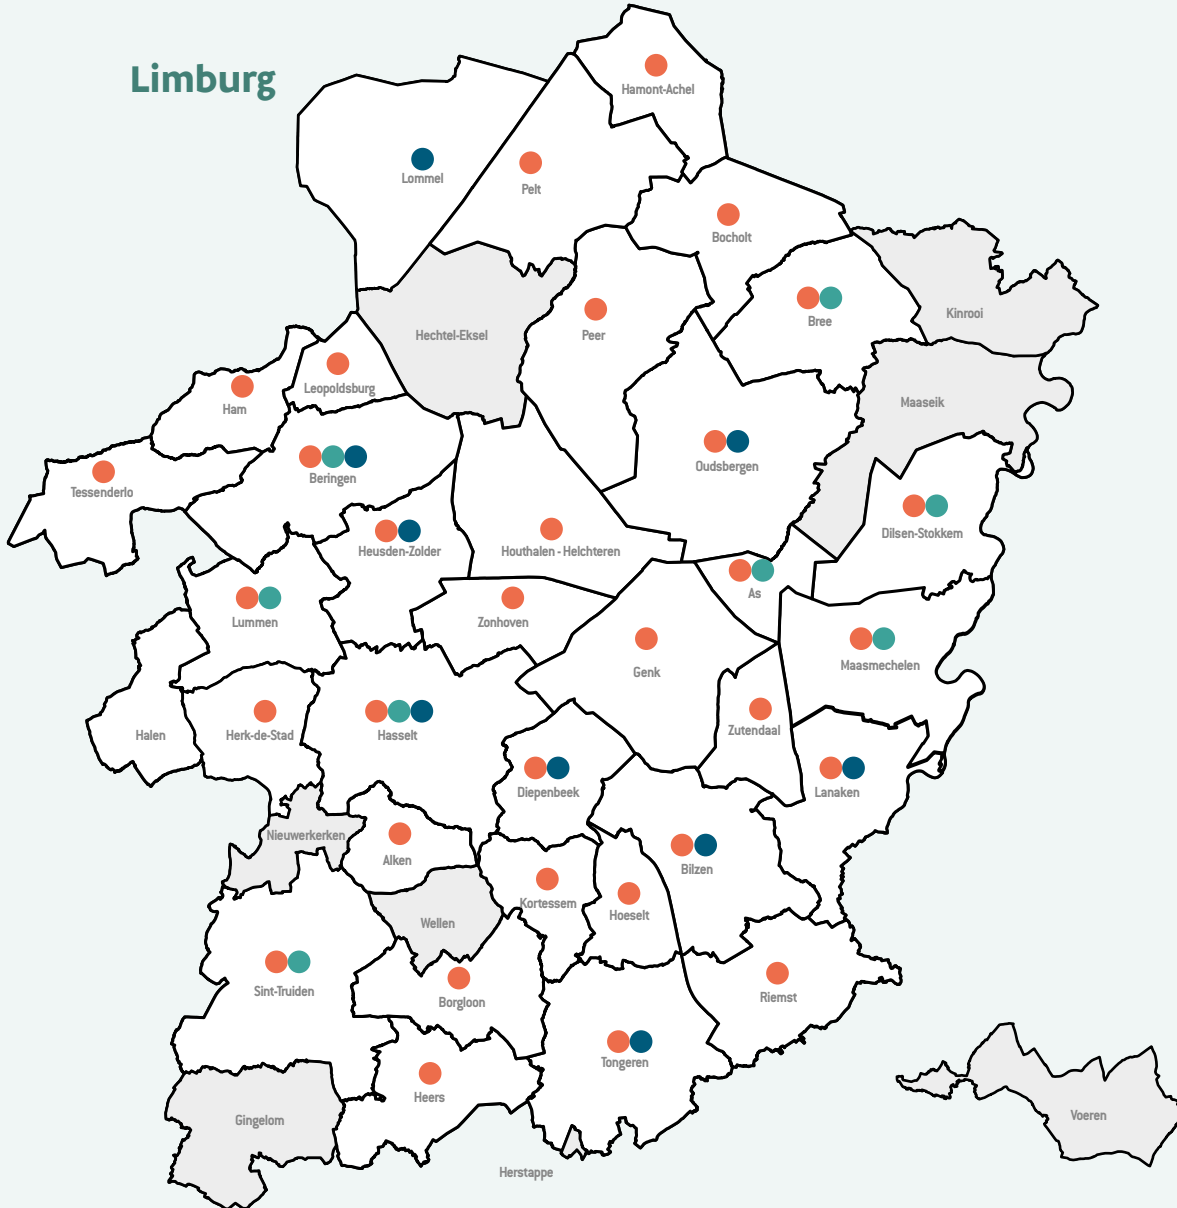 Limburg
Hamont-Achel
Lommel
Pelt
Bocholt
Bree
Kinrooi
Hechtel-Eksel
Peer
Leopoldsburg
Ham
Maaseik
Oudsbergen
Beringen
Tessenderlo
Dilsen-Stokkem
Heusden-Zolder
Houthalen - Helchteren
As
Lummen
Zonhoven
Maasmechelen
Genk
Zutendaal
Halen
Herk-de-Stad
Hasselt
Diepenbeek
Lanaken
Nieuwerkerken
Alken
Bilzen
Kortessem
Hoeselt
Wellen
Sint-Truiden
Borgloon
Riemst
Tongeren
Heers
Gingelom
Voeren
Herstappe